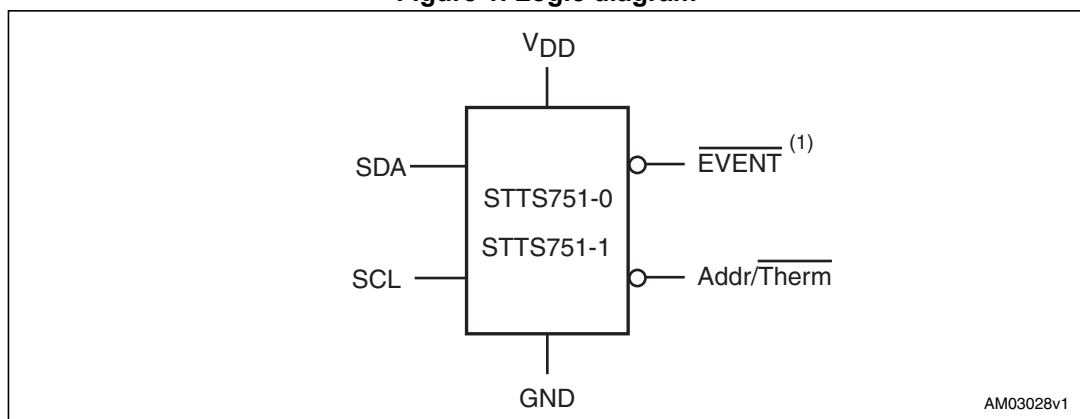 Figure 1. Logic diagram
VDD
SDA
EVENT (1)
STTS751-0
STTS751-1
SCL
Addr/Therm
GND
AM03028v1